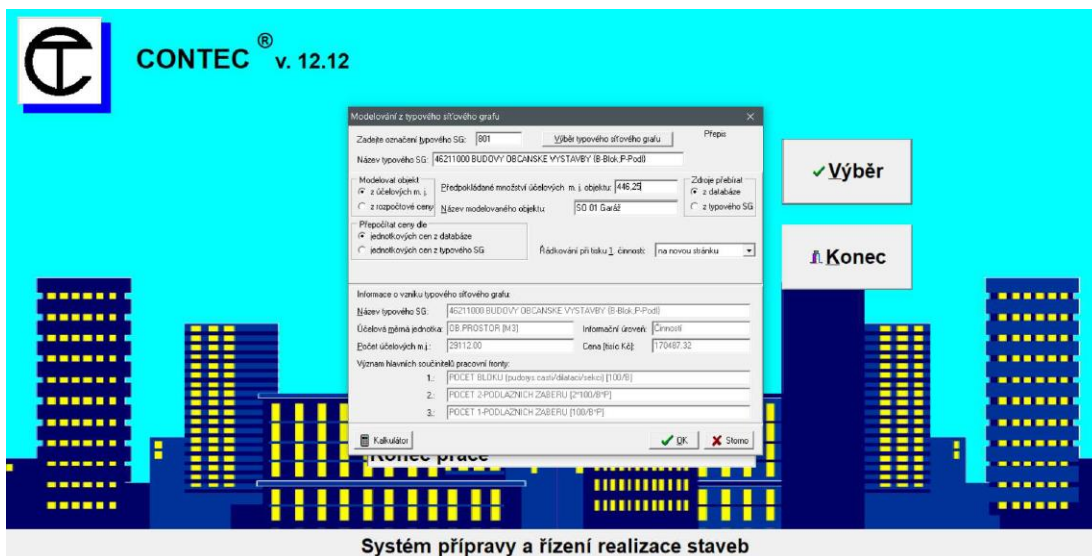 CONTEC ® v. 12.12
Modelování z typového síťového grafu
Zadejte označení typového SG: 801 Výběr typového síťového grafu Přepis
Název typového SG: 46211000 BUDOVY OBCANSKE VYSTAVBY (B-Blok,P-Podl)
Modelovat objekt
z účelových m. j.
z rozpočtové ceny
Předpokládané množství účelových m. j. objektu: 446.25
Název modelovaného objektu: SO 01 Garáž
Zdroje přebírat
z databáze
z typového SG
Přepočítat ceny dle
jednotkových cen z databáze
jednotkových cen z typového SG
Řádkování při tisku 1. činnosti: na novou stránku
Informace o vzniku typového síťového grafu:
Název typového SG: 46211000 BUDOVY OBCANSKE VYSTAVBY (B-Blok,P-Podl)
Účelová měrná jednotka: OB.PROSTOR [M3] Informační úroveň: Činnosti
Počet účelových m.j.: 29112.00 Cena [tisíc Kč]: 170487.32
Význam hlavních součinitelů pracovní fronty:
1.: POCET BLOKU (pudorys.casti/dilataci/sekci) [100/B]
2.: POCET 2-PODLAZNICH ZABERU [2*100/B*P]
3.: POCET 1-PODLAZNICH ZABERU [100/B*P]
Kalkulátor OK Storno
Výběr
Konec
Konec práce
Systém přípravy a řízení realizace staveb